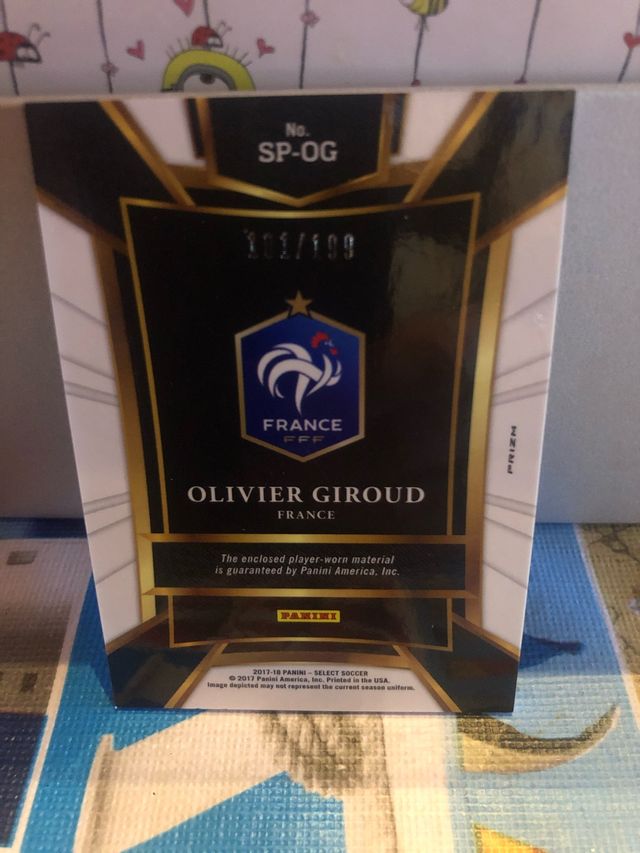 No.
SP-OG
101/199
FRANCE
FFF
OLIVIER GIROUD
FRANCE
PRIZM
The enclosed player-worn material
is guaranteed by Panini America, Inc.
PANINI
2017-18 PANINI – SELECT SOCCER
© 2017 Panini America, Inc. Printed in the USA.
Image depicted may not represent the current season uniform.